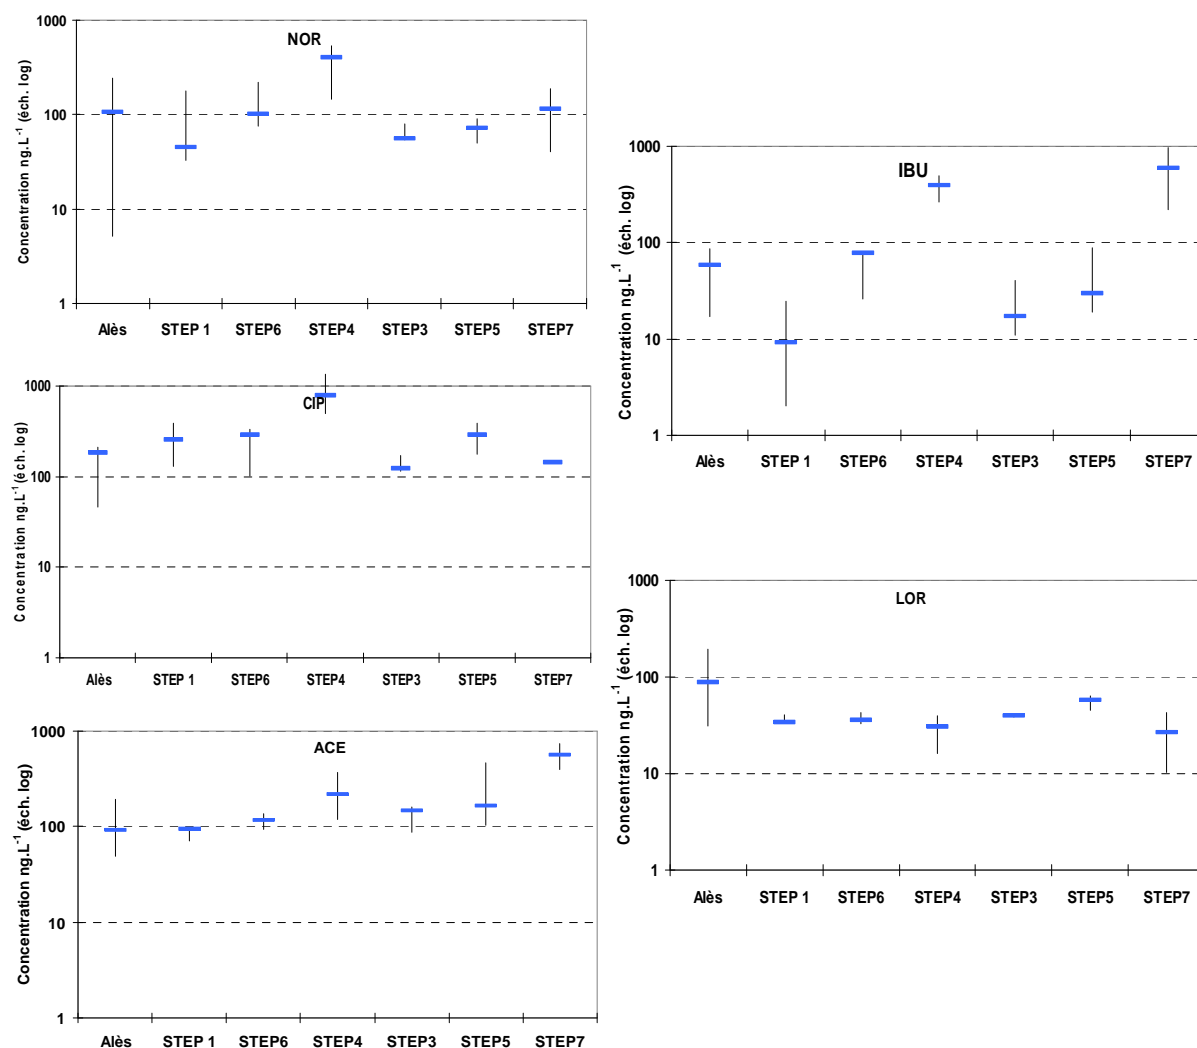 NOR
Concentration ng.L-1 (éch. log)
1000
100
10
1
Alès STEP 1 STEP6 STEP4 STEP3 STEP5 STEP7
CIP
Concentration ng.L-1 (éch. log)
1000
100
10
1
Alès STEP 1 STEP6 STEP4 STEP3 STEP5 STEP7
ACE
Concentration ng.L-1 (éch. log)
1000
100
10
1
Alès STEP 1 STEP6 STEP4 STEP3 STEP5 STEP7
IBU
Concentration ng.L-1 (éch. log)
1000
100
10
1
Alès STEP 1 STEP6 STEP4 STEP3 STEP5 STEP7
LOR
Concentration ng.L-1 (éch. log)
1000
100
10
1
Alès STEP 1 STEP6 STEP4 STEP3 STEP5 STEP7